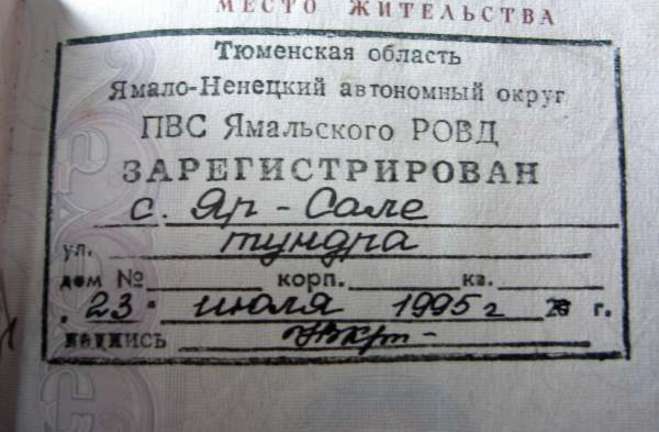 МЕСТО ЖИТЕЛЬСТВА
Тюменская область
Ямало-Ненецкий автономный округ
ПВС Ямальского РОВД
ЗАРЕГИСТРИРОВАН
с. Яр-Сале
ул. тундра
дом № корп. кв.
"23" июля 1995 г г.
подпись